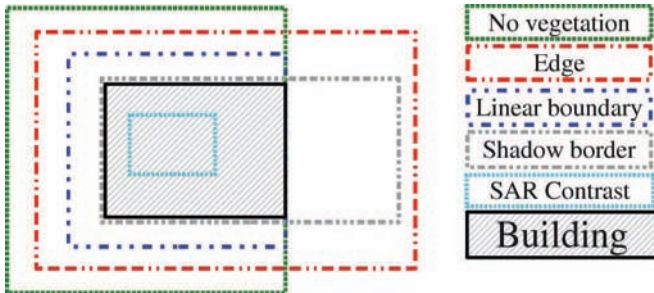 No vegetation
Edge
Linear boundary
Shadow border
SAR Contrast
Building